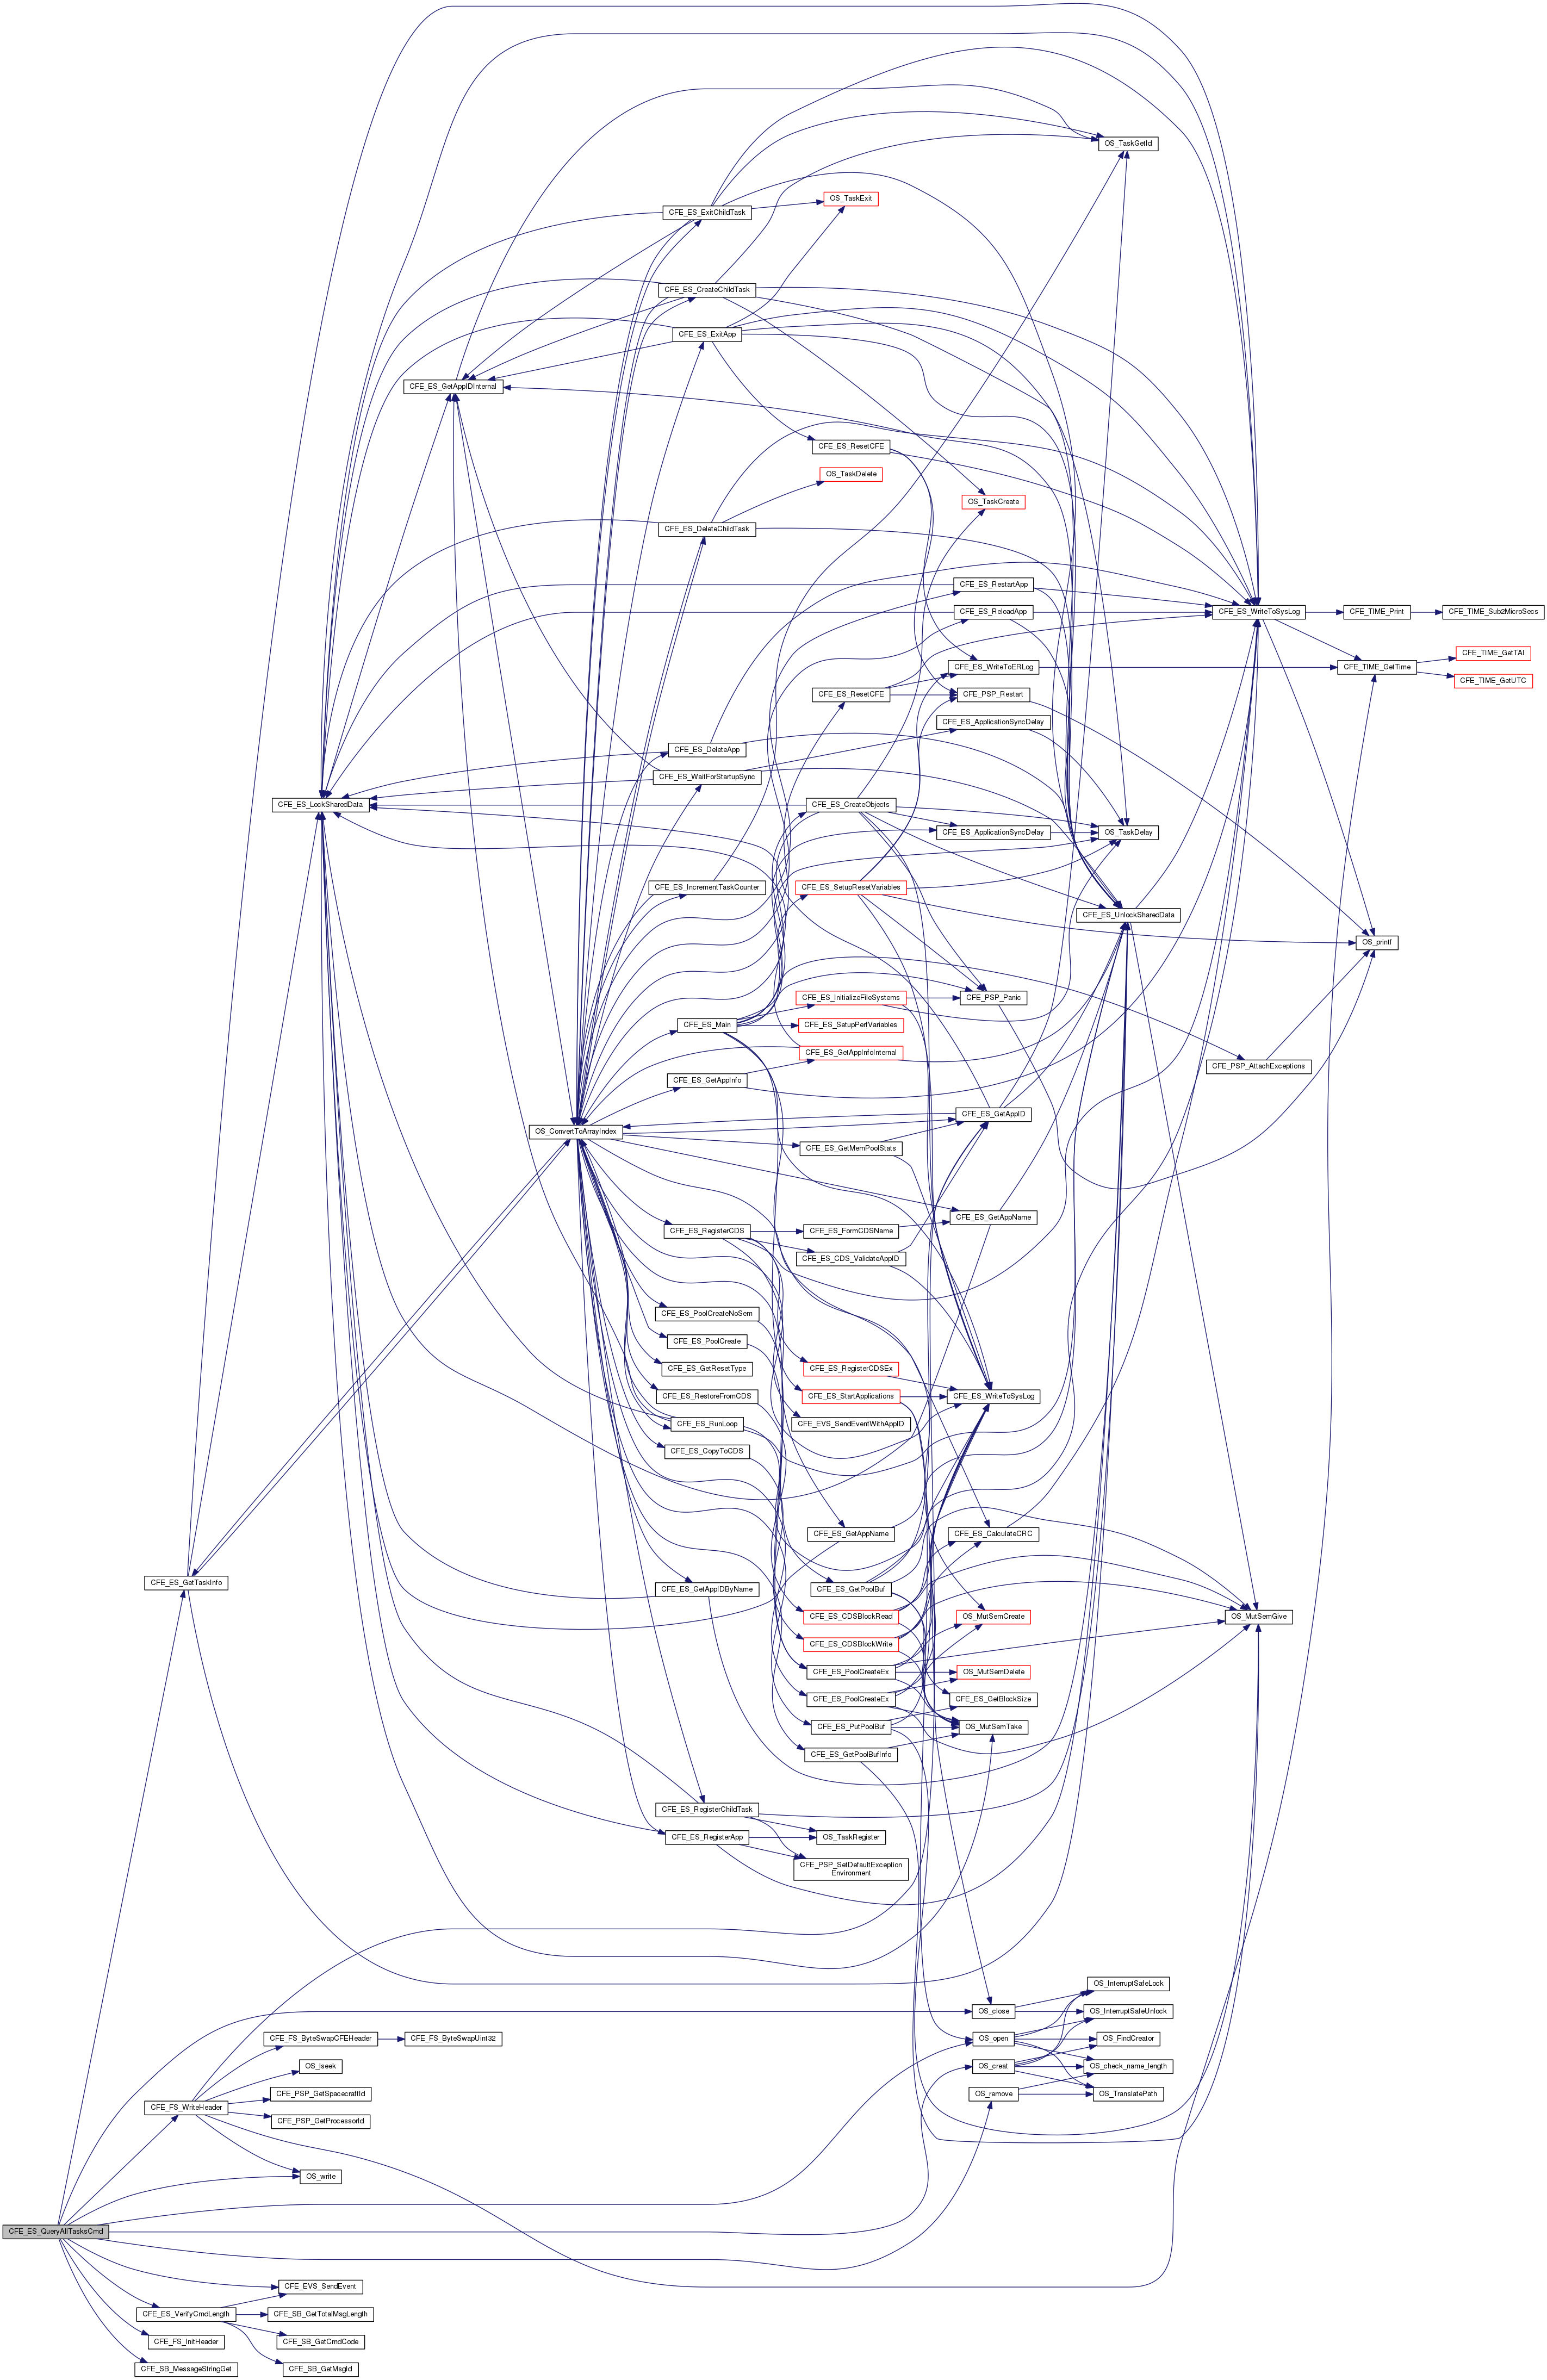 OS_TaskGetId
CFE_ES_ExitChildTask
OS_TaskExit
CFE_ES_CreateChildTask
CFE_ES_ExitApp
CFE_ES_GetAppIDInternal
CFE_ES_ResetCFE
OS_TaskDelete
OS_TaskCreate
CFE_ES_DeleteChildTask
CFE_ES_RestartApp
CFE_ES_ReloadApp
CFE_ES_WriteToSysLog
CFE_TIME_Print
CFE_TIME_Sub2MicroSecs
CFE_TIME_GetTAI
CFE_ES_WriteToERLog
CFE_TIME_GetTime
CFE_TIME_GetUTC
CFE_ES_ResetCFE
CFE_PSP_Restart
CFE_ES_ApplicationSyncDelay
CFE_ES_DeleteApp
CFE_ES_WaitForStartupSync
CFE_ES_LockSharedData
CFE_ES_CreateObjects
CFE_ES_ApplicationSyncDelay
OS_TaskDelay
CFE_ES_IncrementTaskCounter
CFE_ES_SetupResetVariables
CFE_ES_UnlockSharedData
OS_printf
CFE_ES_InitializeFileSystems
CFE_PSP_Panic
CFE_ES_Main
CFE_ES_SetupPerfVariables
CFE_ES_GetAppInfoInternal
CFE_PSP_AttachExceptions
CFE_ES_GetAppInfo
CFE_ES_GetAppID
OS_ConvertToArrayIndex
CFE_ES_GetMemPoolStats
CFE_ES_GetAppName
CFE_ES_RegisterCDS
CFE_ES_FormCDSName
CFE_ES_CDS_ValidateAppID
CFE_ES_PoolCreateNoSem
CFE_ES_PoolCreate
CFE_ES_GetResetType
CFE_ES_RegisterCDSEx
CFE_ES_RestoreFromCDS
CFE_ES_StartApplications
CFE_ES_WriteToSysLog
CFE_ES_RunLoop
CFE_EVS_SendEventWithAppID
CFE_ES_CopyToCDS
CFE_ES_GetAppName
CFE_ES_CalculateCRC
CFE_ES_GetTaskInfo
CFE_ES_GetAppIDByName
CFE_ES_GetPoolBuf
CFE_ES_CDSBlockRead
OS_MutSemCreate
OS_MutSemGive
CFE_ES_CDSBlockWrite
CFE_ES_PoolCreateEx
OS_MutSemDelete
CFE_ES_PoolCreateEx
CFE_ES_GetBlockSize
CFE_ES_PutPoolBuf
OS_MutSemTake
CFE_ES_GetPoolBufInfo
CFE_ES_RegisterChildTask
CFE_ES_RegisterApp
OS_TaskRegister
CFE_PSP_SetDefaultException
Environment
OS_InterruptSafeLock
OS_close
OS_InterruptSafeUnlock
CFE_FS_ByteSwapCFEHeader
CFE_FS_ByteSwapUint32
OS_open
OS_FindCreator
OS_lseek
OS_creat
OS_check_name_length
CFE_PSP_GetSpacecraftId
OS_remove
OS_TranslatePath
CFE_FS_WriteHeader
CFE_PSP_GetProcessorId
OS_write
CFE_ES_QueryAllTasksCmd
CFE_EVS_SendEvent
CFE_ES_VerifyCmdLength
CFE_SB_GetTotalMsgLength
CFE_FS_InitHeader
CFE_SB_GetCmdCode
CFE_SB_MessageStringGet
CFE_SB_GetMsgId